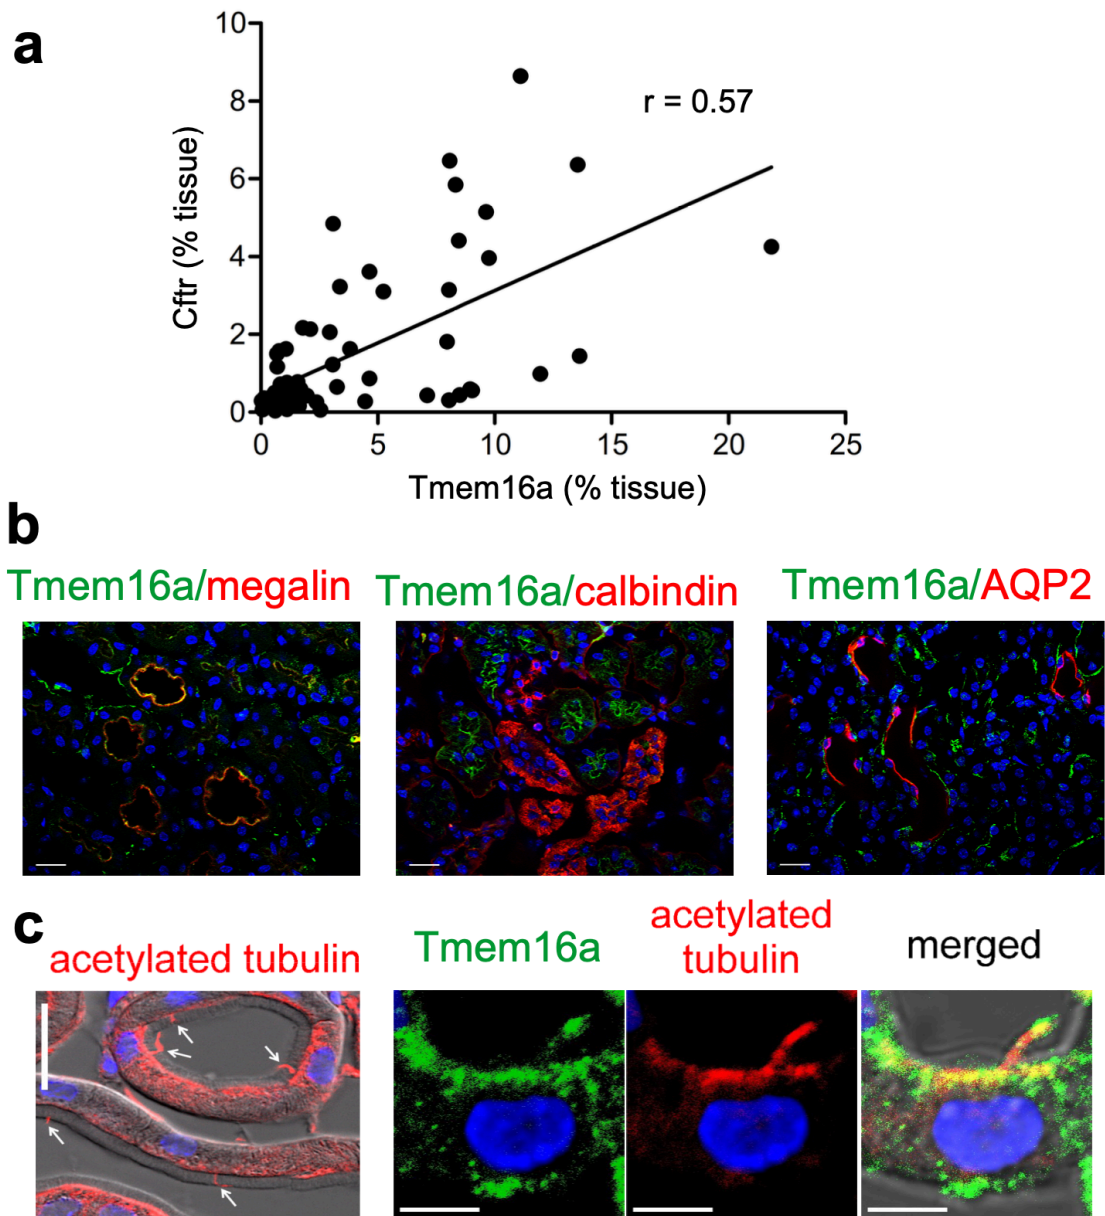 a
10
8
6
4
2
0
Cftr (% tissue)
r = 0.57
0 5 10 15 20 25
Tmem16a (% tissue)
b
Tmem16a/megalin
Tmem16a/calbindin
Tmem16a/AQP2
c
acetylated tubulin
Tmem16a
acetylated
tubulin
merged